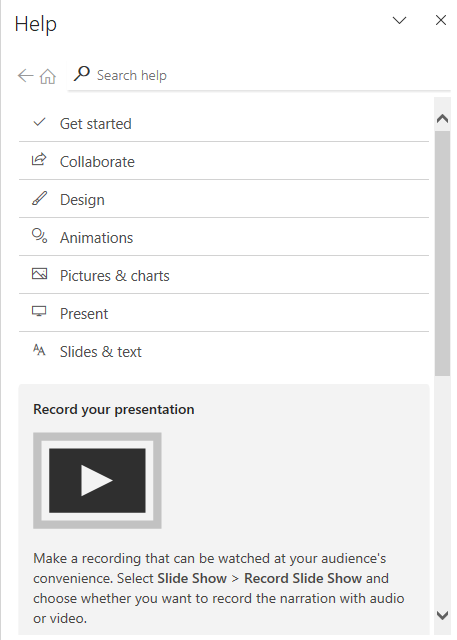 Help
Search help
Get started
Collaborate
Design
Animations
Pictures & charts
Present
Slides & text
Record your presentation
Make a recording that can be watched at your audience's
convenience. Select Slide Show > Record Slide Show and
choose whether you want to record the narration with audio
or video.